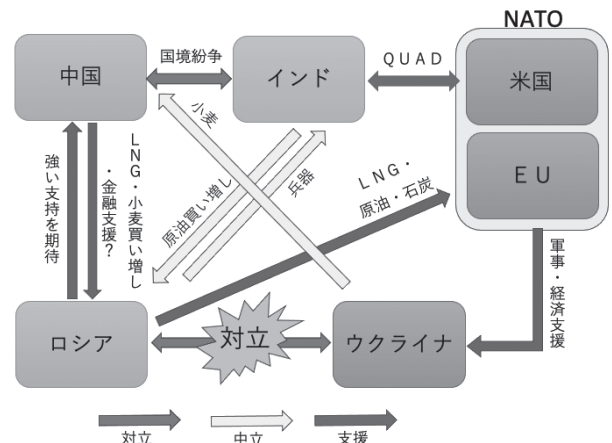 NATO
中国
国境紛争
インド
QUAD
米国
EU
小麦
強い支持を期待
LNG・小麦買い増し
・金融支援?
原油買い増し
兵器
LNG・
原油・石炭
軍事・経済支援
ロシア
対立
ウクライナ
対立
中立
支援